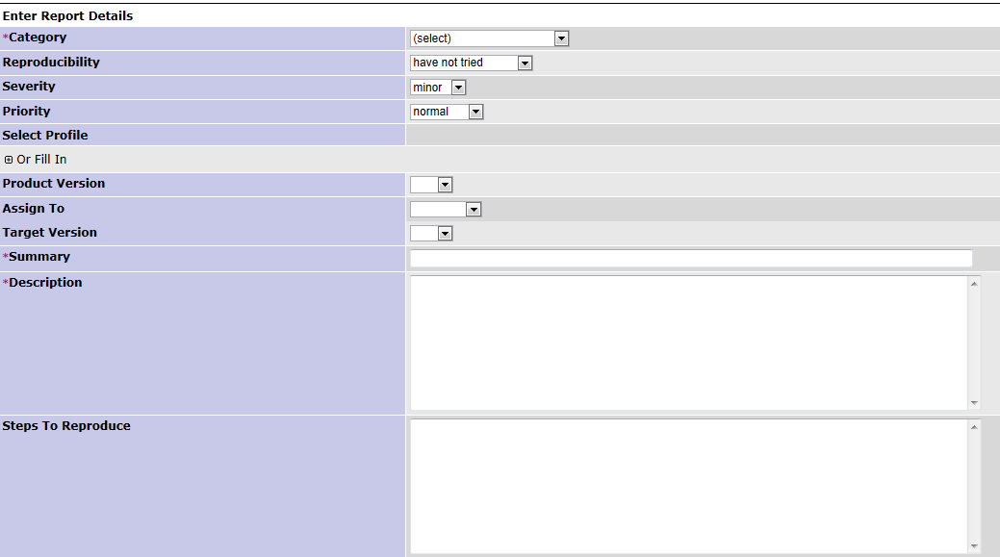 Enter Report Details
*Category (select)
Reproducibility have not tried
Severity minor
Priority normal
Select Profile
Or Fill In
Product Version
Assign To
Target Version
*Summary
*Description
Steps To Reproduce